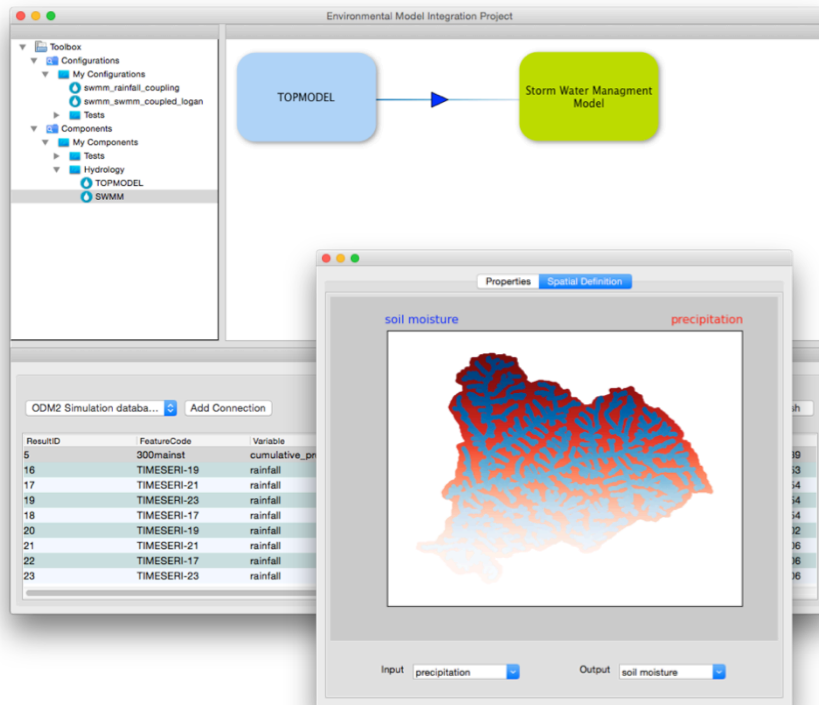 Environmental Model Integration Project
Toolbox
Configurations
My Configurations
swmm_rainfall_coupling
swmm_swmm_coupled_logan
Tests
Components
My Components
Tests
Hydrology
TOPMODEL
SWMM
TOPMODEL
Storm Water Managment
Model
Properties Spatial Definition
soil moisture precipitation
ODM2 Simulation databa... Add Connection
ResultID FeatureCode Variable
5 300mainst
16 TIMESERI-19 rainfall
17 TIMESERI-21 rainfall
19 TIMESERI-23 rainfall
18 TIMESERI-17 rainfall
20 TIMESERI-19 rainfall
21 TIMESERI-21 rainfall
22 TIMESERI-17 rainfall
23 TIMESERI-23 rainfall
Input precipitation Output soil moisture